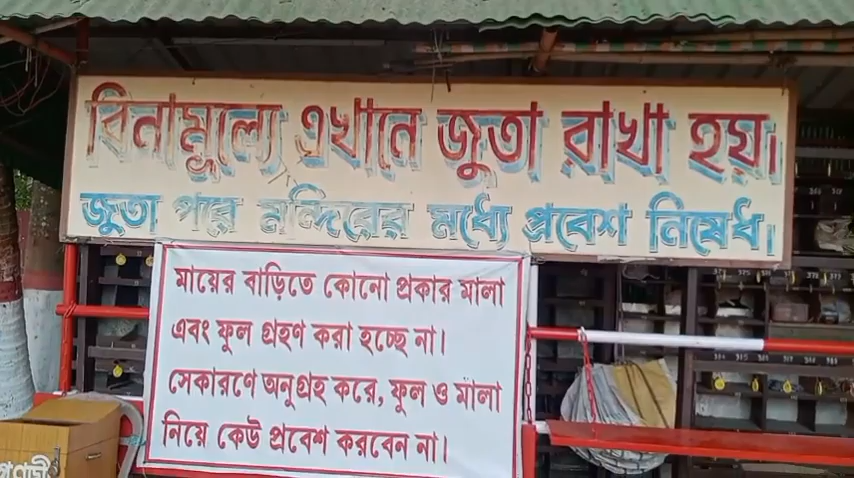 বিনামূল্যে এখানে জুতা রাখা হয়।
জুতা পরে মন্দিরের মধ্যে প্রবেশ নিষেধ।
মায়ের বাড়িতে কোনো প্রকার মালা
এবং ফুল গ্রহণ করা হচ্ছে না।
সেকারণে অনুগ্রহ করে, ফুল ও মালা
নিয়ে কেউ প্রবেশ করবেন না।